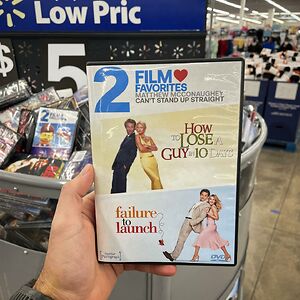 Low Pric
$
5
2
FILM
FAVORITES
MATTHEW MCCONAUGHEY
CAN'T STAND UP STRAIGHT
HOW
TO LOSE A
GUY IN 10 DAYS
failure
to
launch
DVD